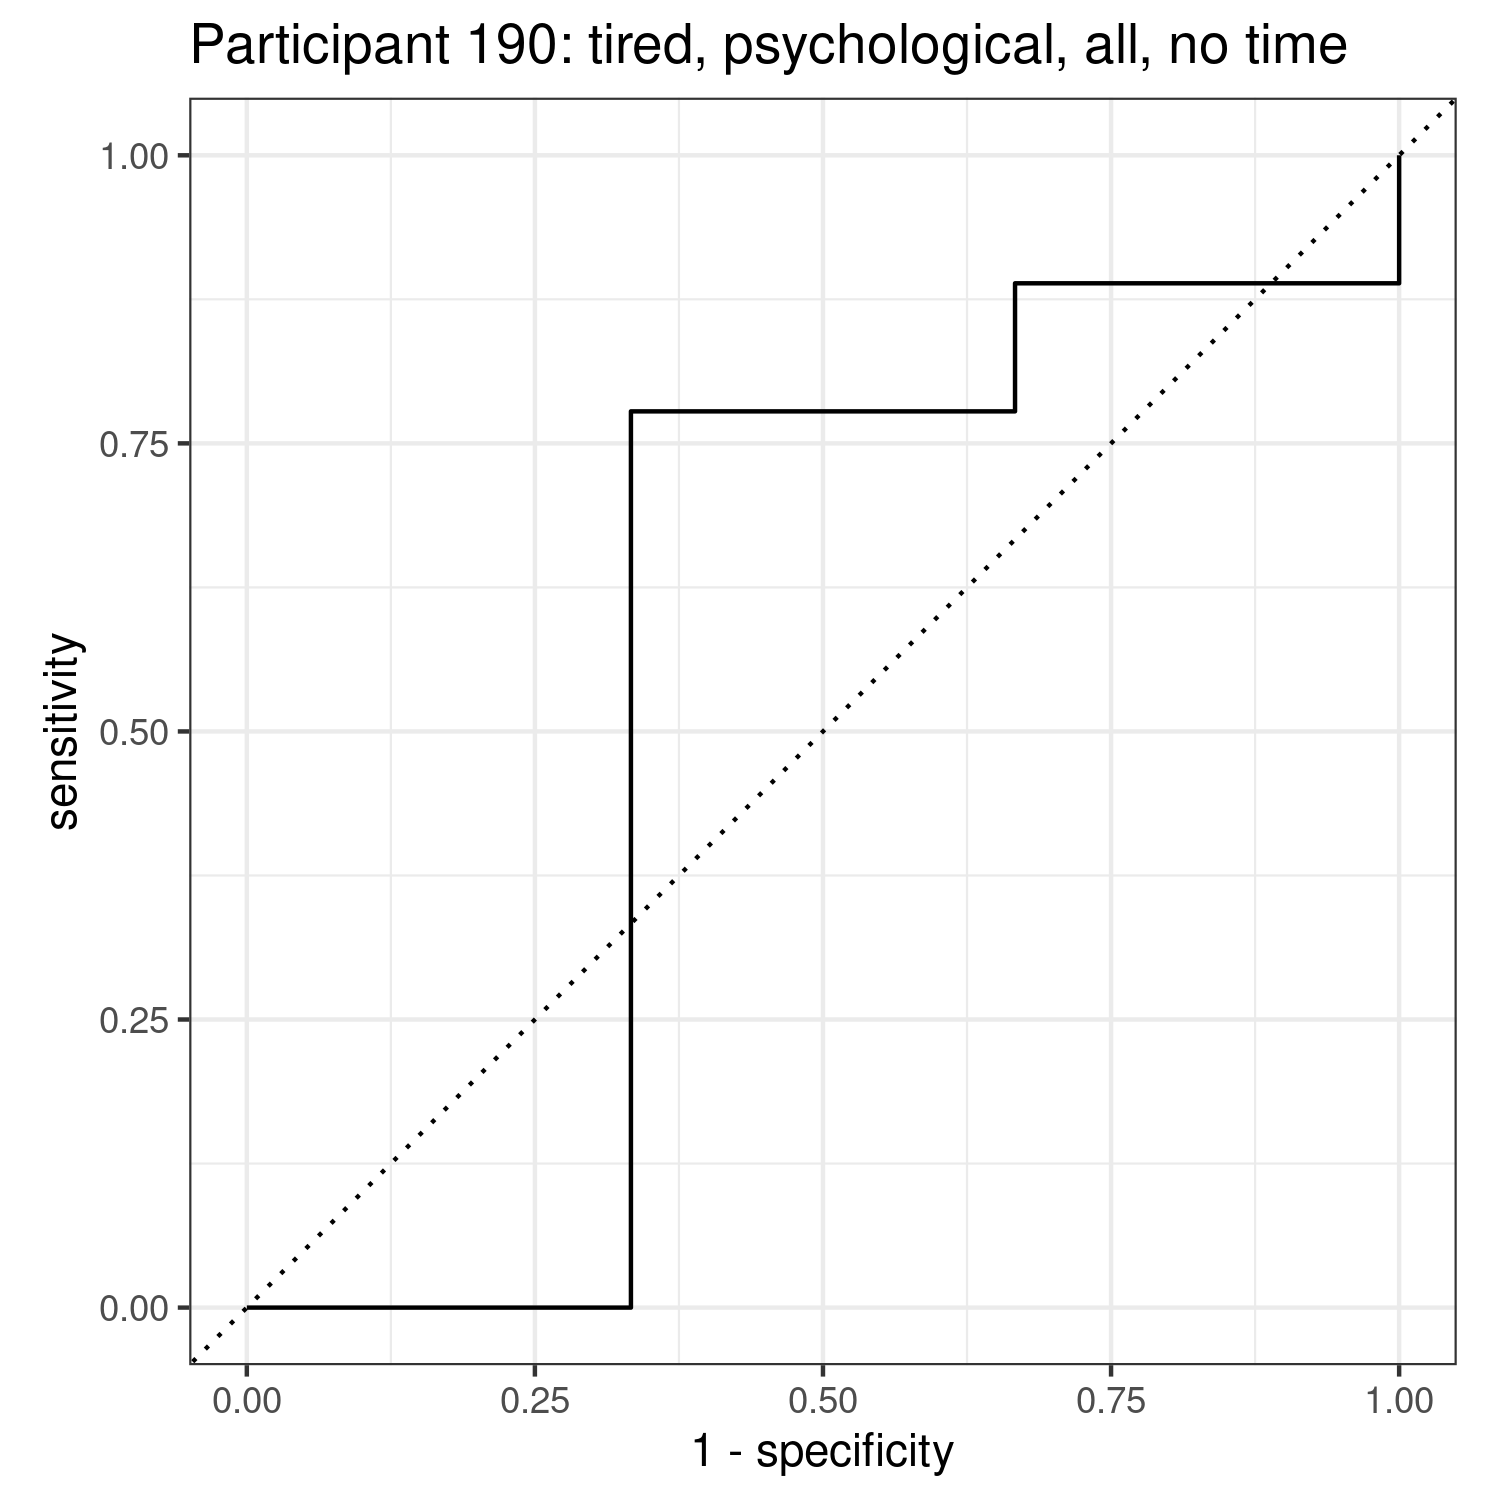 Participant 190: tired, psychological, all, no time
1.00
0.75
0.50
0.25
0.00
sensitivity
0.00 0.25 0.50 0.75 1.00
1 - specificity